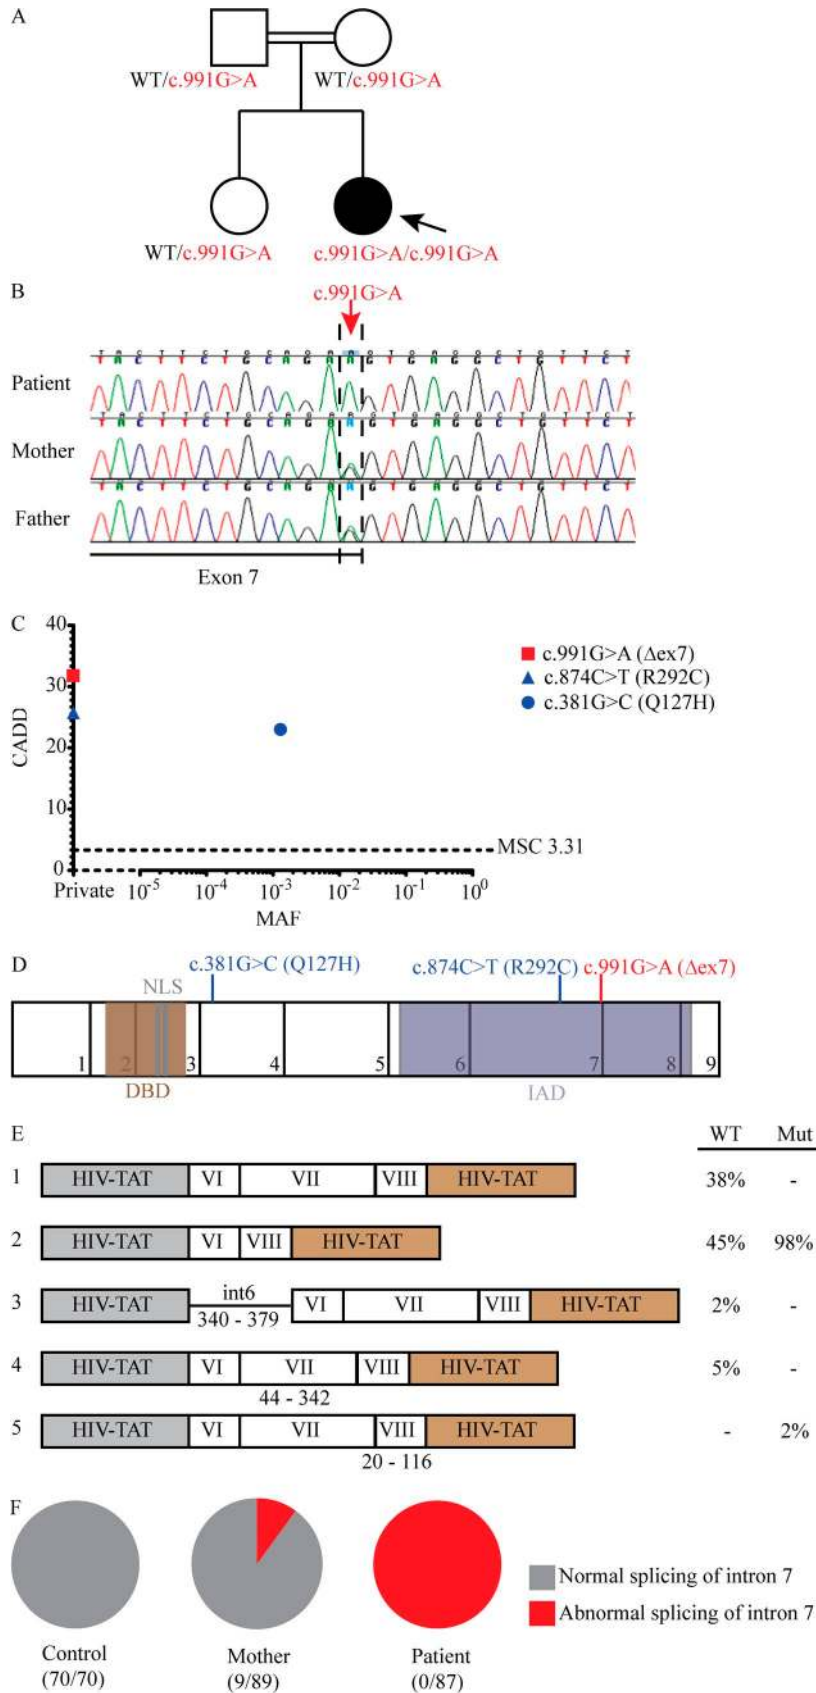 A
WT/c.991G>A WT/c.991G>A
WT/c.991G>A c.991G>A/c.991G>A
B
c.991G>A
T A C T T C T G C A G A A G T G A G G C T G T T C T
Patient
T A C T T C T G C A G A A G T G A G G C T G T T C T
Mother
T A C T T C T G C A G A A G T G A G G C T G T T C T
Father
Exon 7
C
40
30
20
10
0
CADD
c.991G>A (Δex7)
c.874C>T (R292C)
c.381G>C (Q127H)
MSC 3.31
Private 10-5 10-4 10-3 10-2 10-1 100
MAF
D
c.381G>C (Q127H) c.874C>T (R292C) c.991G>A (Δex7)
NLS
1 2 3 4 5 6 7 8 9
DBD IAD
E
WT Mut
1 HIV-TAT VI VII VIII HIV-TAT 38% -
2 HIV-TAT VI VIII HIV-TAT 45% 98%
3 HIV-TAT int6 VI VII VIII HIV-TAT 2% -
340 - 379
4 HIV-TAT VI VII VIII HIV-TAT 5% -
44 - 342
5 HIV-TAT VI VII VIII HIV-TAT - 2%
20 - 116
F
Normal splicing of intron 7
Abnormal splicing of intron 7
Control Mother Patient
(70/70) (9/89) (0/87)